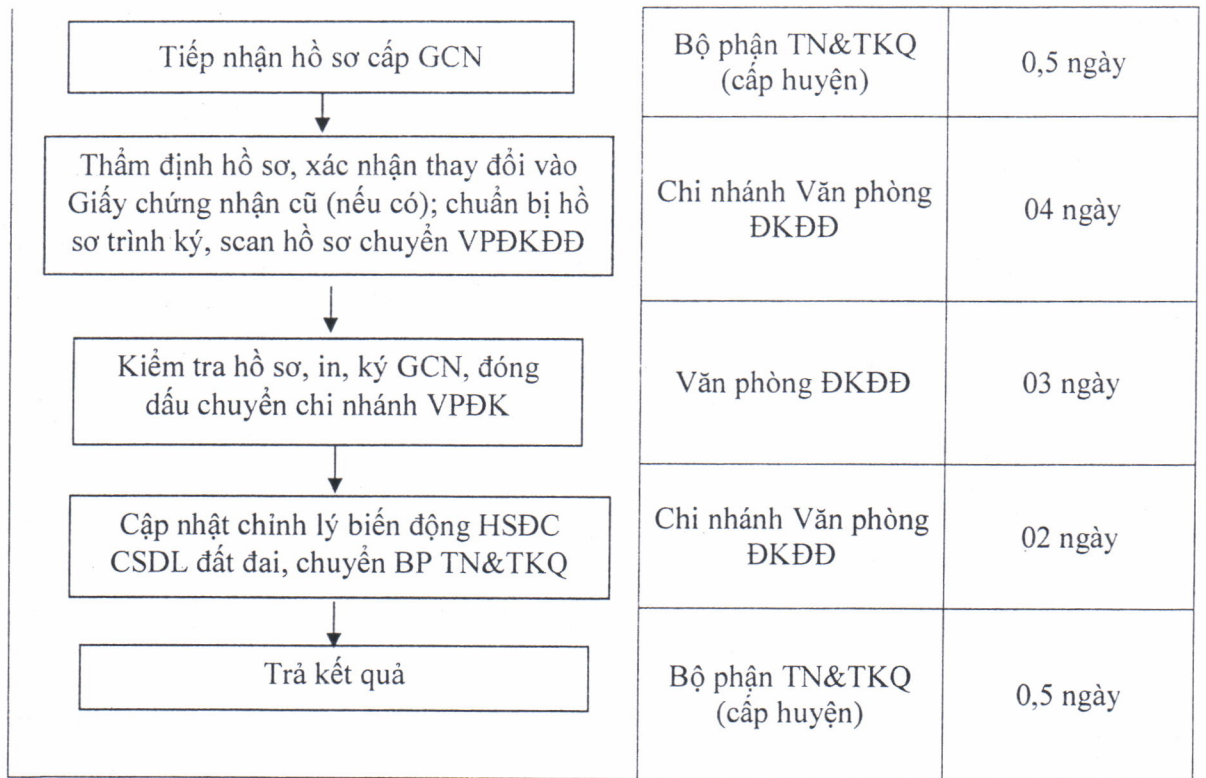 Tiếp nhận hồ sơ cấp GCN
Bộ phận TN&TKQ
(cấp huyện)
0,5 ngày
Thẩm định hồ sơ, xác nhận thay đổi vào
Giấy chứng nhận cũ (nếu có); chuẩn bị hồ
sơ trình ký, scan hồ sơ chuyển VPĐKĐĐ
Chi nhánh Văn phòng
ĐKĐĐ
04 ngày
Kiểm tra hồ sơ, in, ký GCN, đóng
dấu chuyển chi nhánh VPĐK
Văn phòng ĐKĐĐ
03 ngày
Cập nhật chỉnh lý biến động HSĐC
CSDL đất đai, chuyển BP TN&TKQ
Chi nhánh Văn phòng
ĐKĐĐ
02 ngày
Trả kết quả
Bộ phận TN&TKQ
(cấp huyện)
0,5 ngày